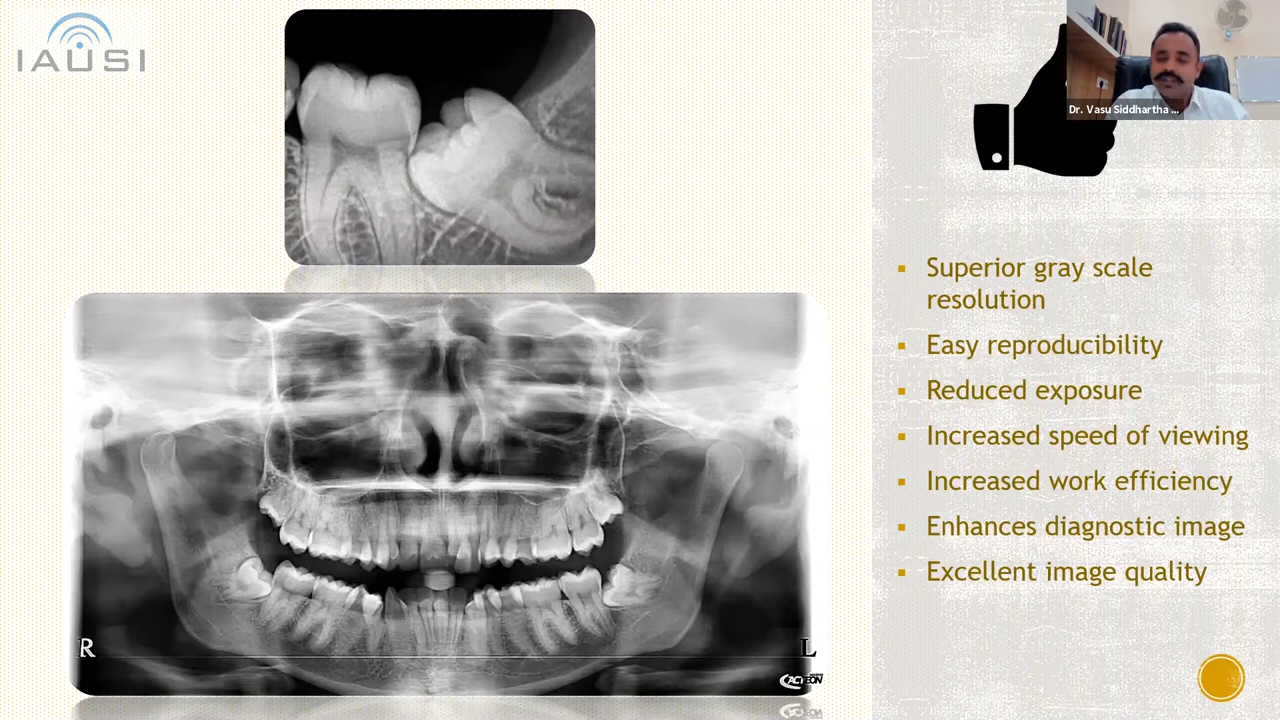 IAUSI
Dr. Vasu Siddhartha ...
Superior gray scale
resolution
Easy reproducibility
Reduced exposure
Increased speed of viewing
Increased work efficiency
Enhances diagnostic image
Excellent image quality
R
L
ACTEON